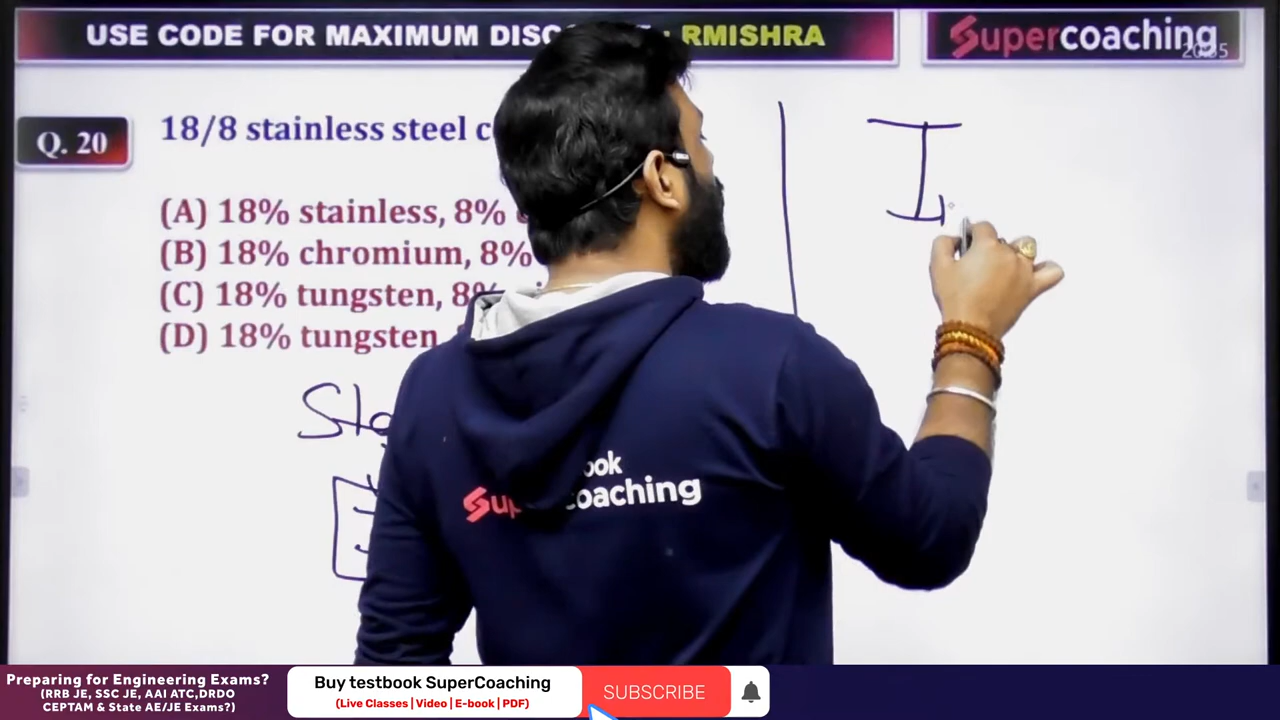 USE CODE FOR MAXIMUM : RMISHRA
Supercoaching
Q. 20
18/8 stainless steel
(A) 18% stainless, 8%
(B) 18% chromium, 8%
(C) 18% tungsten, 8%
(D) 18% tungsten
coaching
Preparing for Engineering Exams?
(RRB JE, SSC JE, AAI ATC,DRDO
CEPTAM & State AE/JE Exams?)
Buy testbook SuperCoaching
(Live Classes | Video | E-book | PDF)
SUBSCRIBE